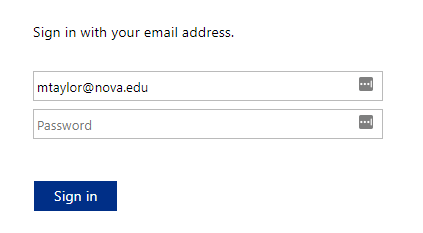 Sign in with your email address.
mtaylor@nova.edu
Password
Sign in